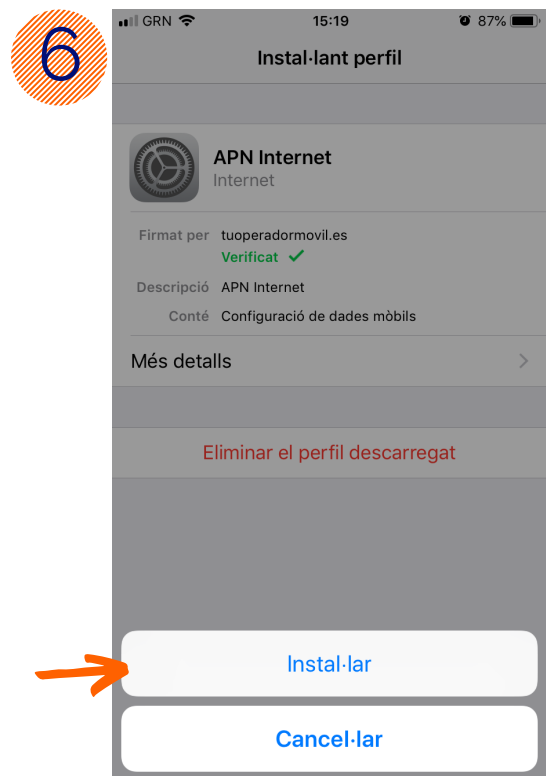 6
GRN 15:19 87%
Instal·lant perfil
APN Internet
Internet
Firmat per tuoperadormovil.es
Verificat
Descripció APN Internet
Conté Configuració de dades mòbils
Més detalls
Eliminar el perfil descarregat
Instal·lar
Cancel·lar